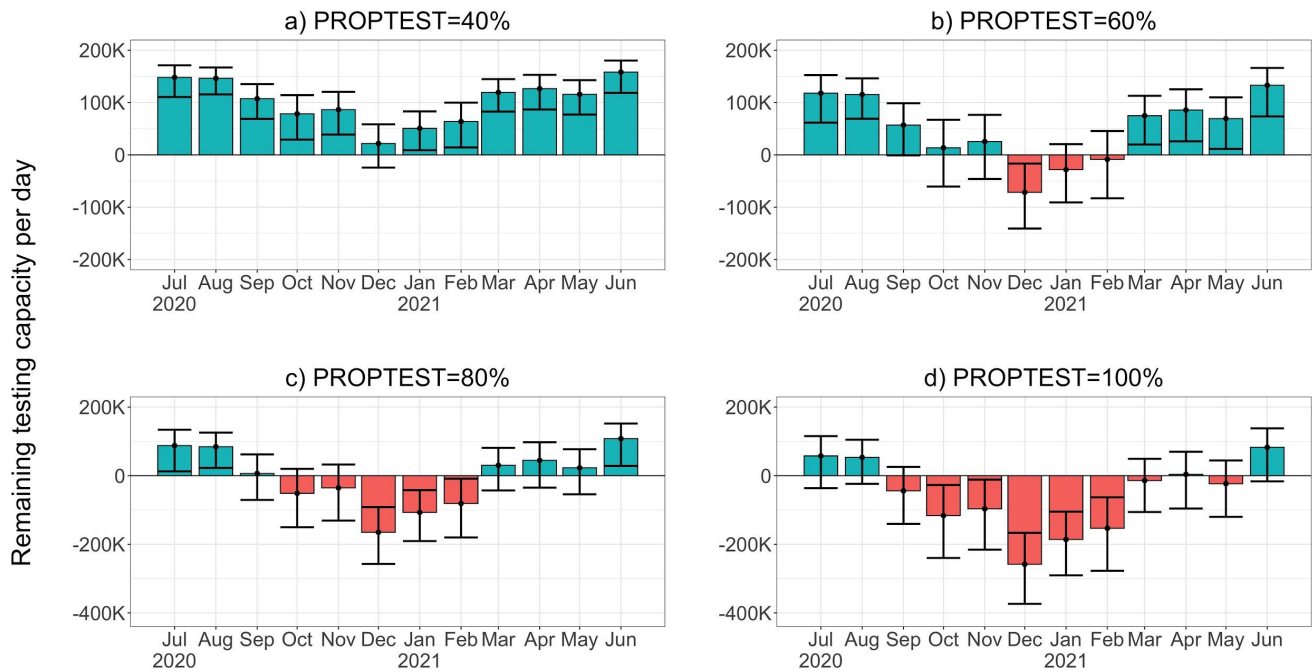 Remaining testing capacity per day
a) PROPTEST=40%
200K
100K
0
-100K
-200K
Jul Aug Sep Oct Nov Dec Jan Feb Mar Apr May Jun
2020 2021
b) PROPTEST=60%
200K
100K
0
-100K
-200K
Jul Aug Sep Oct Nov Dec Jan Feb Mar Apr May Jun
2020 2021
c) PROPTEST=80%
200K
0
-200K
-400K
Jul Aug Sep Oct Nov Dec Jan Feb Mar Apr May Jun
2020 2021
d) PROPTEST=100%
200K
0
-200K
-400K
Jul Aug Sep Oct Nov Dec Jan Feb Mar Apr May Jun
2020 2021